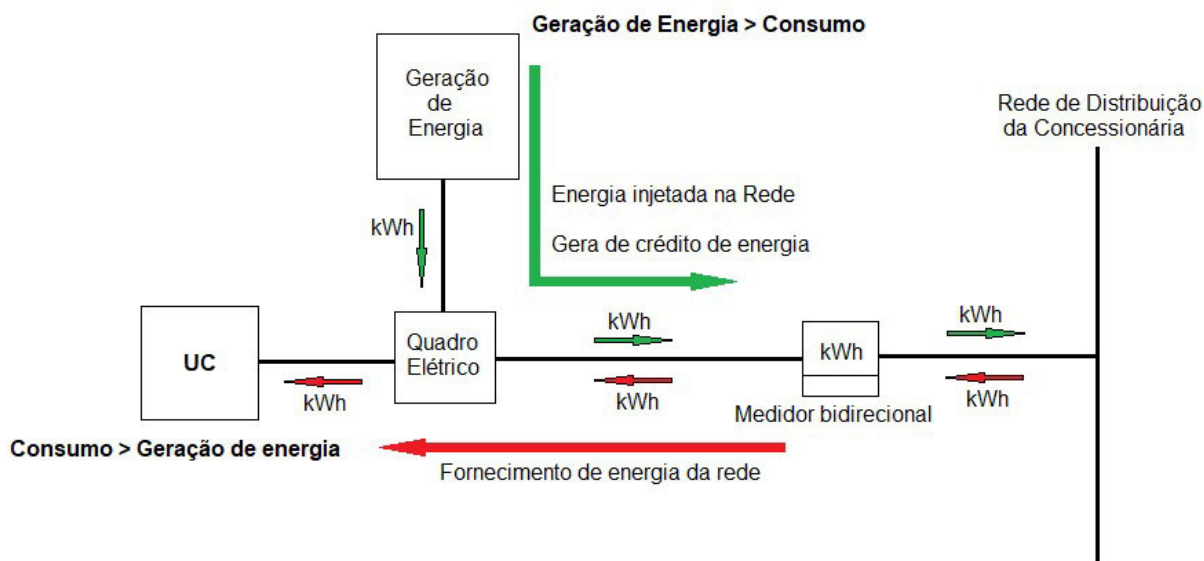 Geração de Energia > Consumo
Geração
de
Energia
Rede de Distribuição
da Concessionária
Energia injetada na Rede
kWh
Gera de crédito de energia
kWh
kWh
UC
Quadro
Elétrico
kWh
kWh
kWh
kWh
Medidor bidirecional
Consumo > Geração de energia
Fornecimento de energia da rede